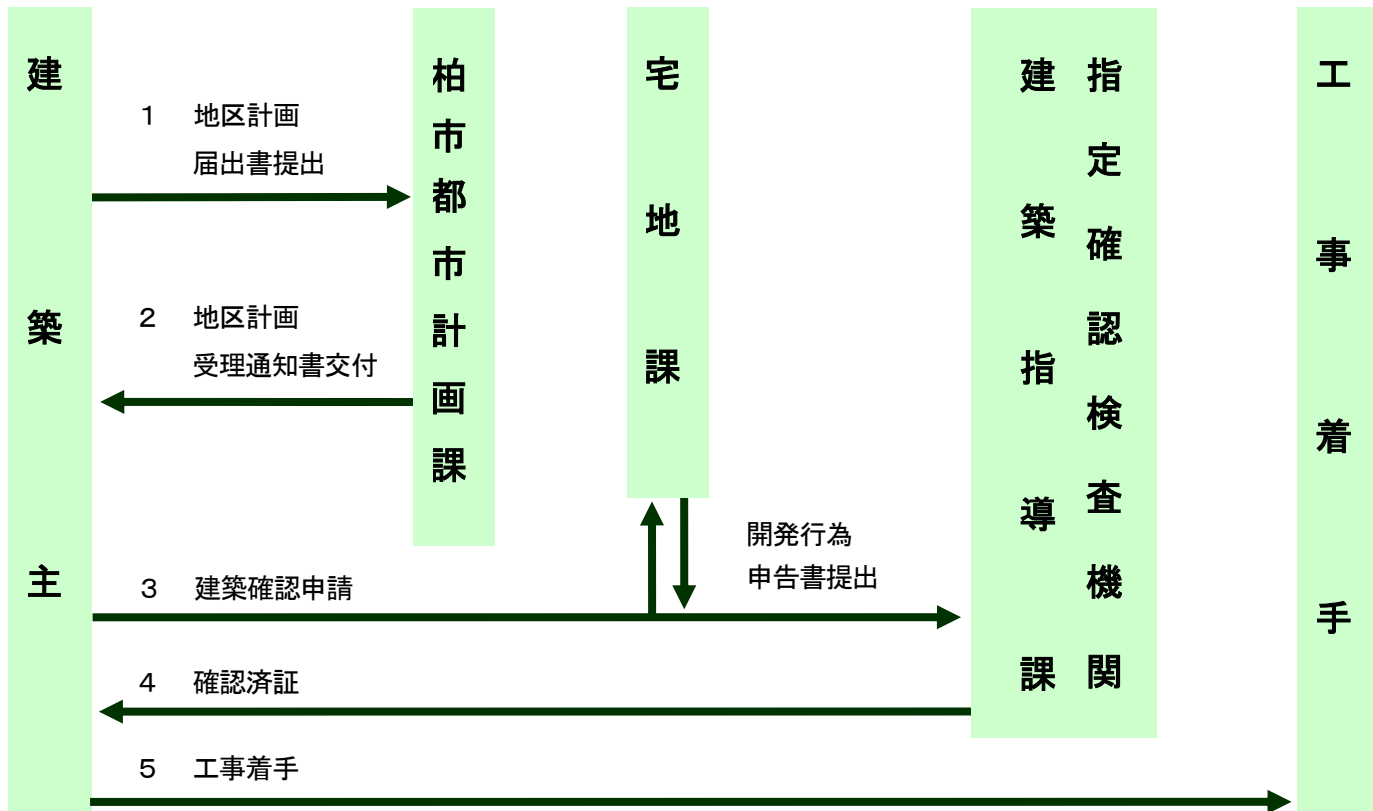 建築主
1 地区計画
届出書提出
2 地区計画
受理通知書交付
柏市都市計画課
宅地課
3 建築確認申請
開発行為
申告書提出
4 確認済証
5 工事着手
指定確認検査機関
建築指導課
工事着手